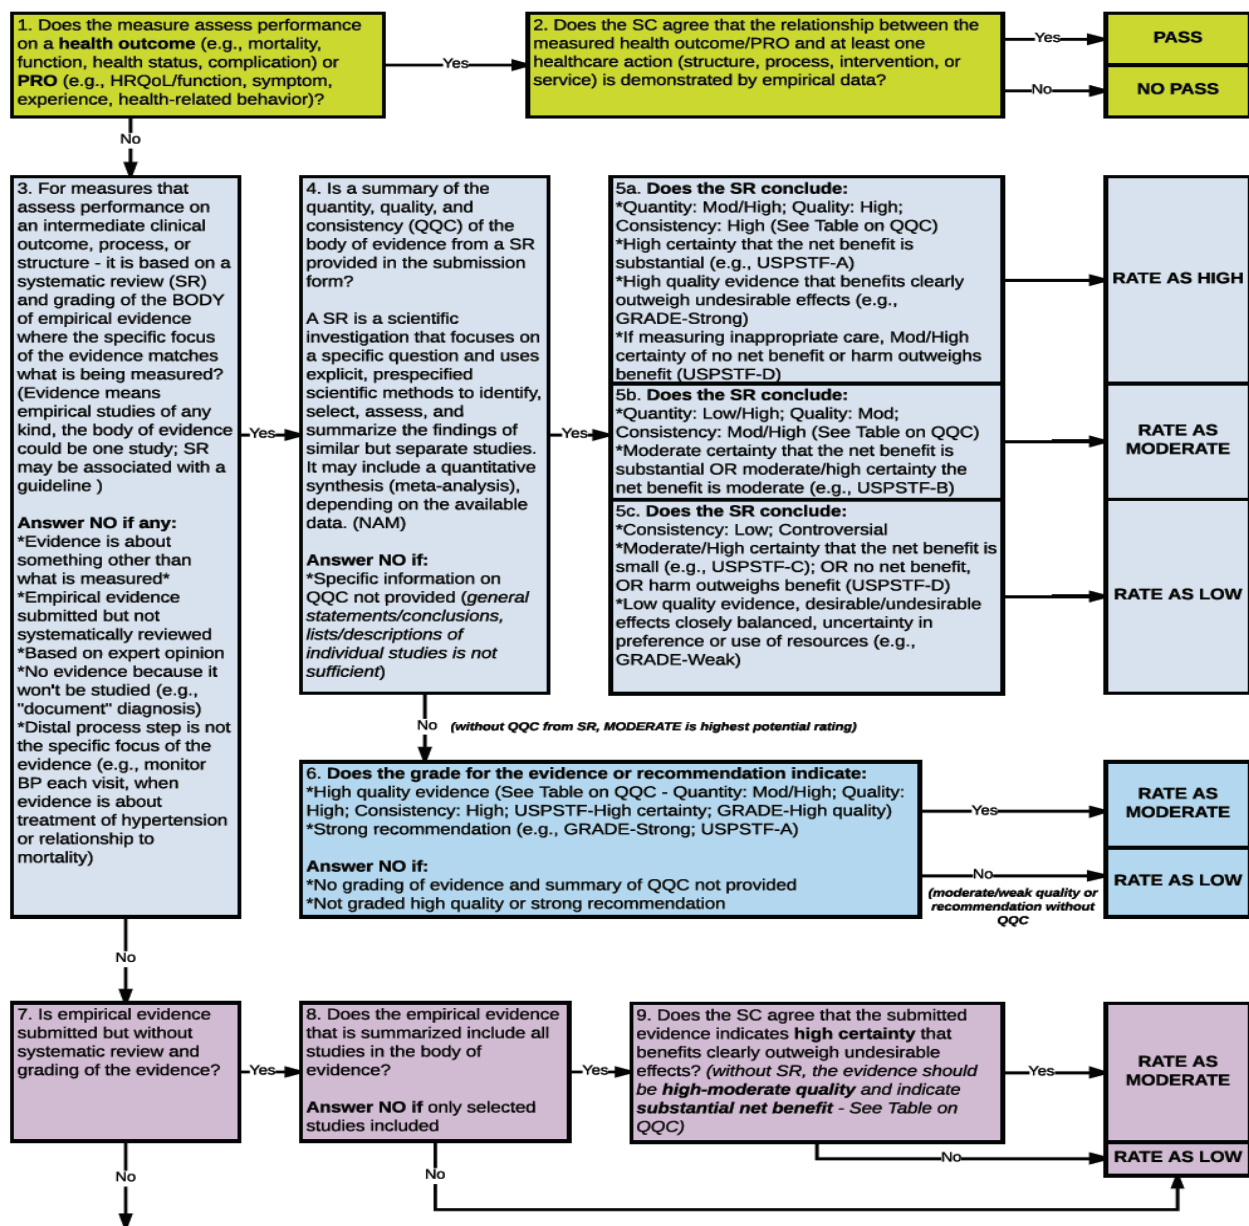 1. Does the measure assess performance
on a health outcome (e.g., mortality,
function, health status, complication) or
PRO (e.g., HRQoL/function, symptom,
experience, health-related behavior)?
Yes
2. Does the SC agree that the relationship between the
measured health outcome/PRO and at least one
healthcare action (structure, process, intervention, or
service) is demonstrated by empirical data?
Yes
PASS
No
NO PASS
No
3. For measures that
assess performance on
an intermediate clinical
outcome, process, or
structure - it is based on a
systematic review (SR)
and grading of the BODY
of empirical evidence
where the specific focus
of the evidence matches
what is being measured?
(Evidence means
empirical studies of any
kind, the body of evidence
could be one study; SR
may be associated with a
guideline )
Answer NO if any:
*Evidence is about
something other than
what is measured*
*Empirical evidence
submitted but not
systematically reviewed
*Based on expert opinion
*No evidence because it
won't be studied (e.g.,
"document" diagnosis)
*Distal process step is not
the specific focus of the
evidence (e.g., monitor
BP each visit, when
evidence is about
treatment of hypertension
or relationship to
mortality)
Yes
4. Is a summary of the
quantity, quality, and
consistency (QQC) of the
body of evidence from a SR
provided in the submission
form?
A SR is a scientific
investigation that focuses on
a specific question and uses
explicit, prespecified
scientific methods to identify,
select, assess, and
summarize the findings of
similar but separate studies.
It may include a quantitative
synthesis (meta-analysis),
depending on the available
data. (NAM)
Answer NO if:
*Specific information on
QQC not provided (general
statements/conclusions,
lists/descriptions of
individual studies is not
sufficient)
Yes
5a. Does the SR conclude:
*Quantity: Mod/High; Quality: High;
Consistency: High (See Table on QQC)
*High certainty that the net benefit is
substantial (e.g., USPSTF-A)
*High quality evidence that benefits clearly
outweigh undesirable effects (e.g.,
GRADE-Strong)
*If measuring inappropriate care, Mod/High
certainty of no net benefit or harm outweighs
benefit (USPSTF-D)
RATE AS HIGH
5b. Does the SR conclude:
*Quantity: Low/High; Quality: Mod;
Consistency: Mod/High (See Table on QQC)
*Moderate certainty that the net benefit is
substantial OR moderate/high certainty the
net benefit is moderate (e.g., USPSTF-B)
RATE AS
MODERATE
5c. Does the SR conclude:
*Consistency: Low; Controversial
*Moderate/High certainty that the net benefit is
small (e.g., USPSTF-C); OR no net benefit,
OR harm outweighs benefit (USPSTF-D)
*Low quality evidence, desirable/undesirable
effects closely balanced, uncertainty in
preference or use of resources (e.g.,
GRADE-Weak)
RATE AS LOW
No
(without QQC from SR, MODERATE is highest potential rating)
6. Does the grade for the evidence or recommendation indicate:
*High quality evidence (See Table on QQC - Quantity: Mod/High; Quality:
High; Consistency: High; USPSTF-High certainty; GRADE-High quality)
*Strong recommendation (e.g., GRADE-Strong; USPSTF-A)
Answer NO if:
*No grading of evidence and summary of QQC not provided
*Not graded high quality or strong recommendation
Yes
RATE AS
MODERATE
No
(moderate/weak quality or
recommendation without
QQC
RATE AS LOW
No
7. Is empirical evidence
submitted but without
systematic review and
grading of the evidence?
Yes
8. Does the empirical evidence
that is summarized include all
studies in the body of
evidence?
Answer NO if only selected
studies included
Yes
9. Does the SC agree that the submitted
evidence indicates high certainty that
benefits clearly outweigh undesirable
effects? (without SR, the evidence should
be high-moderate quality and indicate
substantial net benefit - See Table on
QQC)
Yes
RATE AS
MODERATE
No
RATE AS LOW
No
No